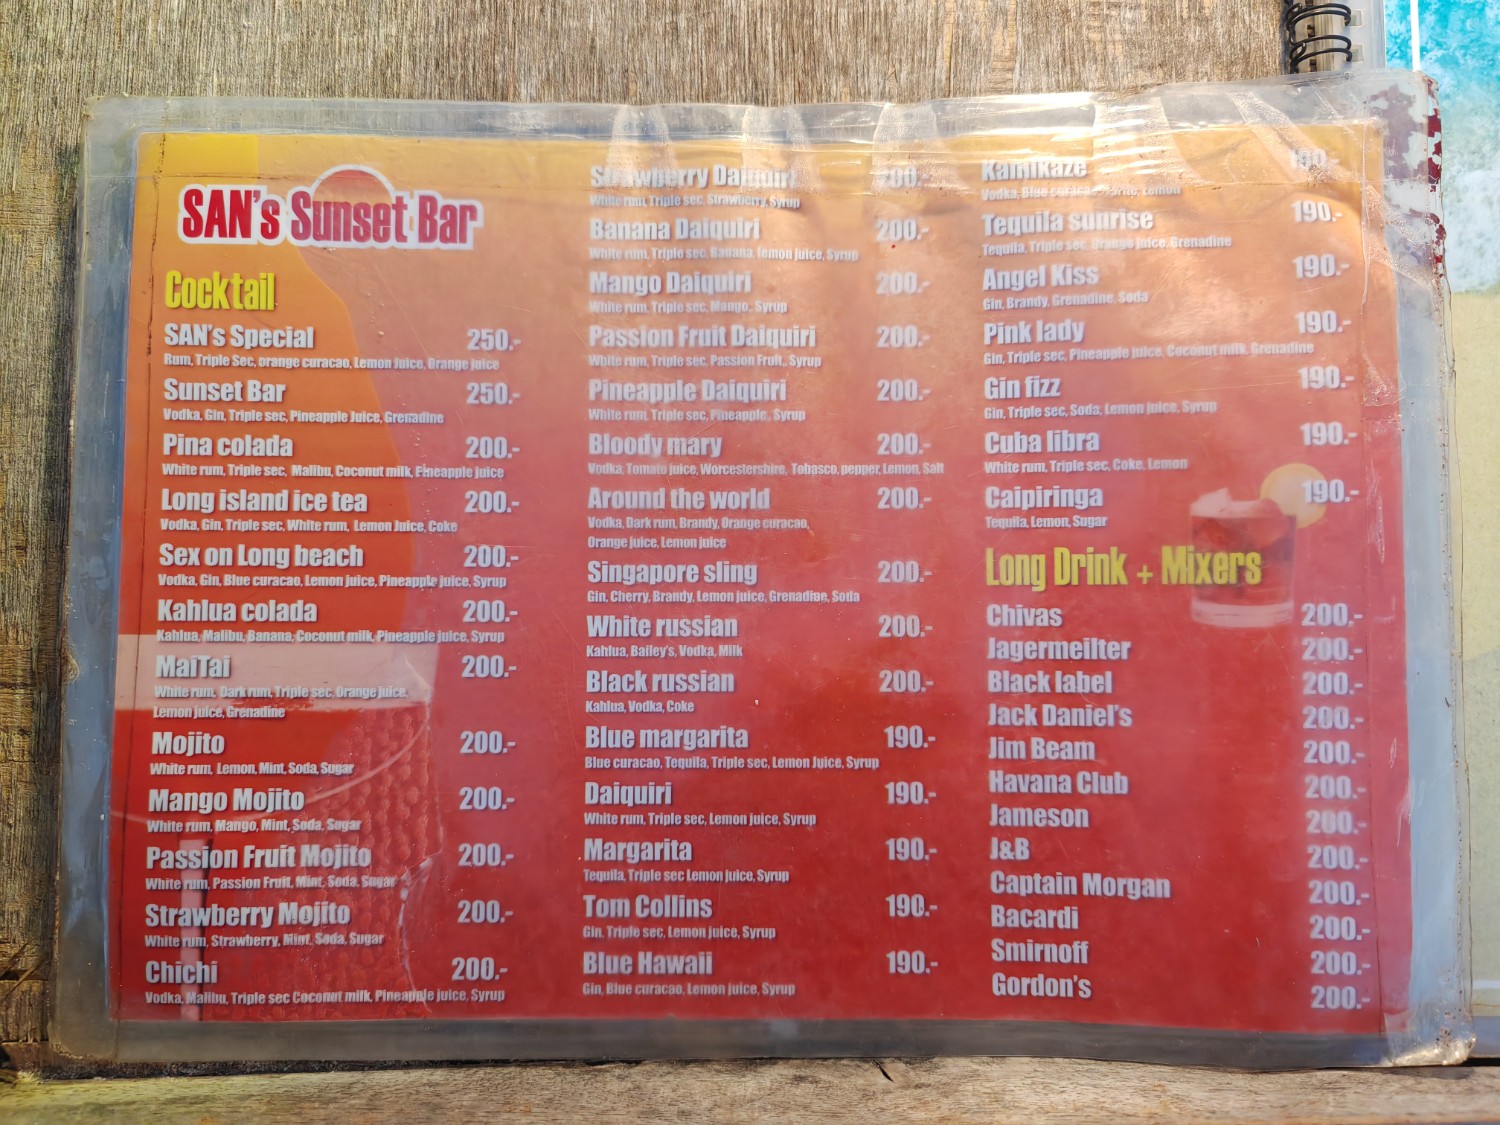 SAN's Sunset Bar
Cocktail
SAN's Special 250.-
Rum, Triple Sec, orange curacao, Lemon Juice, Orange juice
Sunset Bar 250.-
Vodka, Gin, Triple sec, Pineapple Juice, Grenadine
Pina colada 200.-
White rum, Triple sec, Malibu, Coconut milk, Pineapple juice
Long island ice tea 200.-
Vodka, Gin, Triple sec, White rum, Lemon Juice, Coke
Sex on Long beach 200.-
Vodka, Gin, Blue curacao, Lemon juice, Pineapple juice, Syrup
Kahlua colada 200.-
Kahlua, Malibu, Banana, Coconut milk, Pineapple juice, Syrup
MaiTai 200.-
White rum, Dark rum, Triple sec, Orange juice,
Lemon juice, Grenadine
Mojito 200.-
White rum, Lemon, Mint, Soda, Sugar
Mango Mojito 200.-
White rum, Mango, Mint, Soda, Sugar
Passion Fruit Mojito 200.-
White rum, Passion Fruit, Mint, Soda, Sugar
Strawberry Mojito 200.-
White rum, Strawberry, Mint, Soda, Sugar
Chichi 200.-
Vodka, Malibu, Triple sec Coconut milk, Pineapple juice, Syrup
Strawberry Daiquiri 200.-
White rum, Triple sec, Strawberry, Syrup
Banana Daiquiri 200.-
White rum, Triple sec, Banana, lemon juice, Syrup
Mango Daiquiri 200.-
White rum, Triple sec, Mango, Syrup
Passion Fruit Daiquiri 200.-
White rum, Triple sec, Passion Fruit,, Syrup
Pineapple Daiquiri 200.-
White rum, Triple sec, Pineapple, Syrup
Bloody mary 200.-
Vodka, Tomato juice, Worcestershire, Tobasco, pepper, Lemon, Salt
Around the world 200.-
Vodka, Dark rum, Brandy, Orange curacao,
Orange juice, Lemon juice
Singapore sling 200.-
Gin, Cherry, Brandy, Lemon juice, Grenadine, Soda
White russian 200.-
Kahlua, Bailey's, Vodka, Milk
Black russian 200.-
Kahlua, Vodka, Coke
Blue margarita 190.-
Blue curacao, Tequila, Triple sec, Lemon Juice, Syrup
Daiquiri 190.-
White rum, Triple sec, Lemon juice, Syrup
Margarita 190.-
Tequila, Triple sec Lemon juice, Syrup
Tom Collins 190.-
Gin, Triple sec, Lemon juice, Syrup
Blue Hawaii 190.-
Gin, Blue curacao, Lemon juice, Syrup
Kamikaze 190.-
Vodka, Blue curacao, Lemon
Tequila sunrise 190.-
Tequila, Triple sec, Orange juice, Grenadine
Angel Kiss 190.-
Gin, Brandy, Grenadine, Soda
Pink lady 190.-
Gin, Triple sec, Pineapple juice, Coconut milk, Grenadine
Gin fizz 190.-
Gin, Triple sec, Soda, Lemon juice, Syrup
Cuba libra 190.-
White rum, Triple sec, Coke, Lemon
Caipiringa 190.-
Tequila, Lemon, Sugar
Long Drink + Mixers
Chivas 200.-
Jagermeilter 200.-
Black label 200.-
Jack Daniel's 200.-
Jim Beam 200.-
Havana Club 200.-
Jameson 200.-
J&B 200.-
Captain Morgan 200.-
Bacardi 200.-
Smirnoff 200.-
Gordon's 200.-